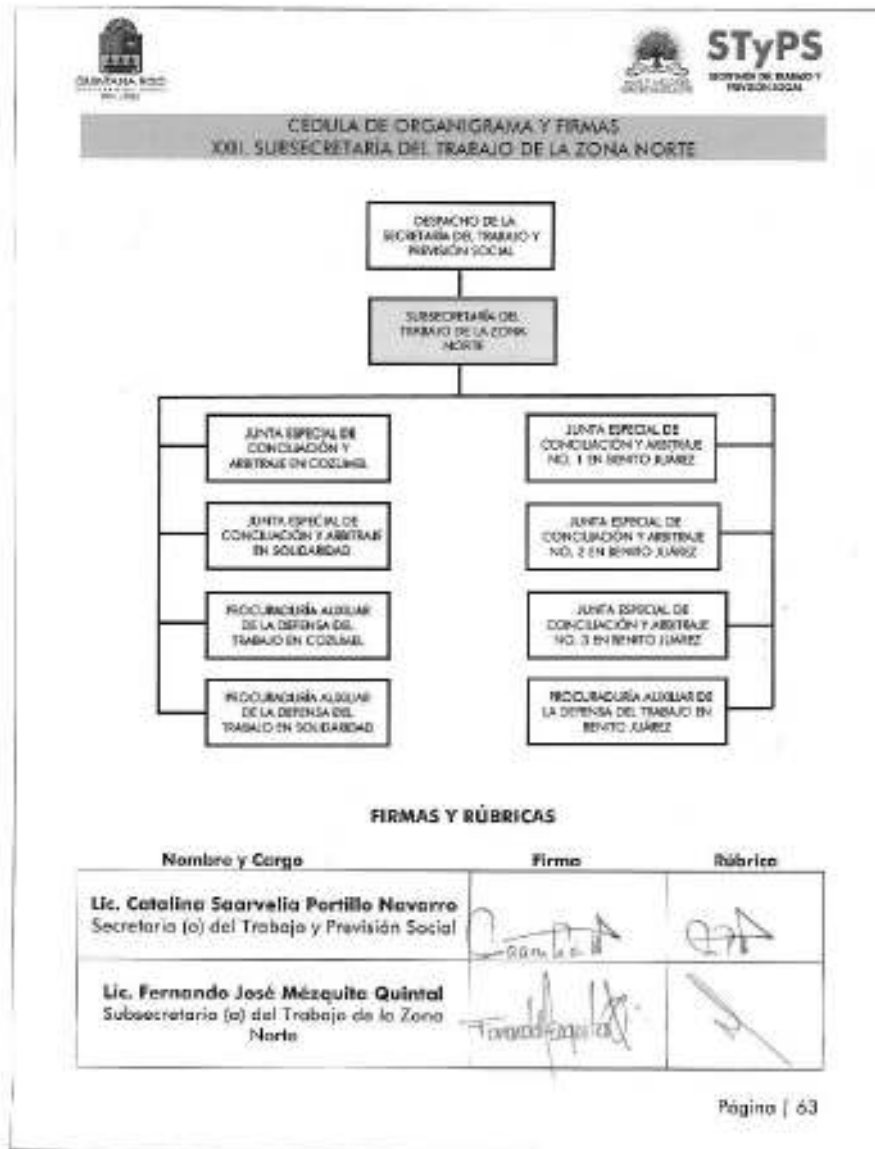 QUINTANA ROO
STyPS
SECRETARÍA DE TRABAJO Y
PREVISIÓN SOCIAL
CEDULA DE ORGANIGRAMA Y FIRMAS
XXII. SUBSECRETARÍA DEL TRABAJO DE LA ZONA NORTE
DESPACHO DE LA
SECRETARÍA DEL TRABAJO Y
PREVISIÓN SOCIAL
SUBSECRETARÍA DEL
TRABAJO DE LA ZONA
NORTE
JUNTA ESPECIAL DE
CONCILIACIÓN Y
ARBITRAJE EN COZUMEL
JUNTA ESPECIAL DE
CONCILIACIÓN Y ARBITRAJE
NO. 1 EN BENITO JUÁREZ
JUNTA ESPECIAL DE
CONCILIACIÓN Y ARBITRAJE
EN SOLIDARIDAD
JUNTA ESPECIAL DE
CONCILIACIÓN Y ARBITRAJE
NO. 2 EN BENITO JUÁREZ
PROCURADURÍA AUXILIAR
DE LA DEFENSA DEL
TRABAJO EN COZUMEL
JUNTA ESPECIAL DE
CONCILIACIÓN Y ARBITRAJE
NO. 3 EN BENITO JUÁREZ
PROCURADURÍA AUXILIAR
DE LA DEFENSA DEL
TRABAJO EN SOLIDARIDAD
PROCURADURÍA AUXILIAR DE
LA DEFENSA DEL TRABAJO EN
BENITO JUÁREZ
FIRMAS Y RÚBRICAS
Nombre y Cargo Firma Rúbrica
Lic. Catalina Saarvelia Portillo Navarro
Secretaria (o) del Trabajo y Previsión Social
Lic. Fernando José Mézquita Quintal
Subsecretario (a) del Trabajo de la Zona
Norte
Página | 63